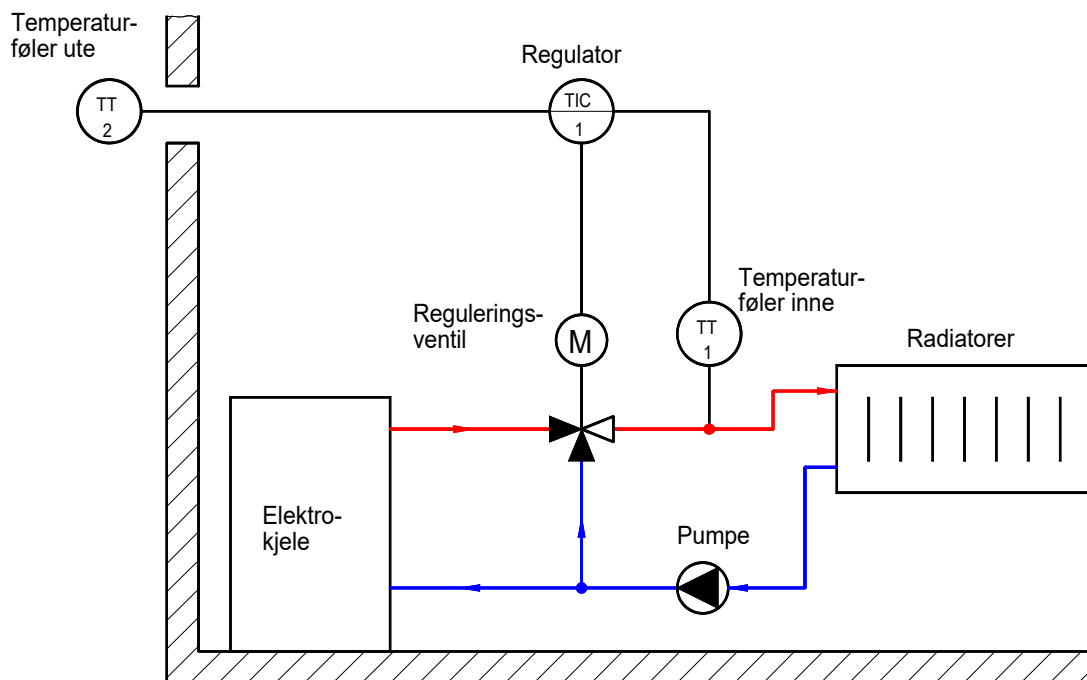 Temperatur-
føler ute
TT
2
Regulator
TIC
1
Temperatur-
føler inne
TT
1
Regulerings-
ventil
M
Radiatorer
Elektro-
kjele
Pumpe